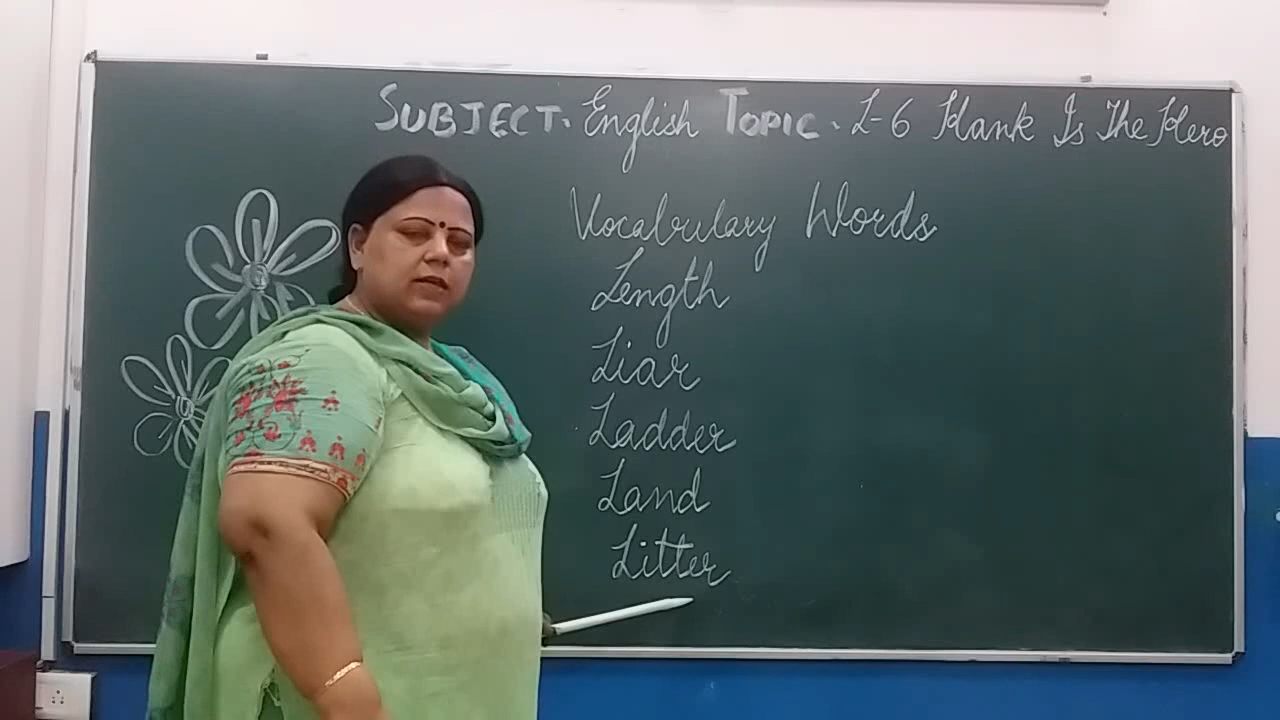 SUBJECT. English TOPIC. L-6 Hank Is The Hero
Vocabulary Words
Length
Liar
Ladder
Land
Litter